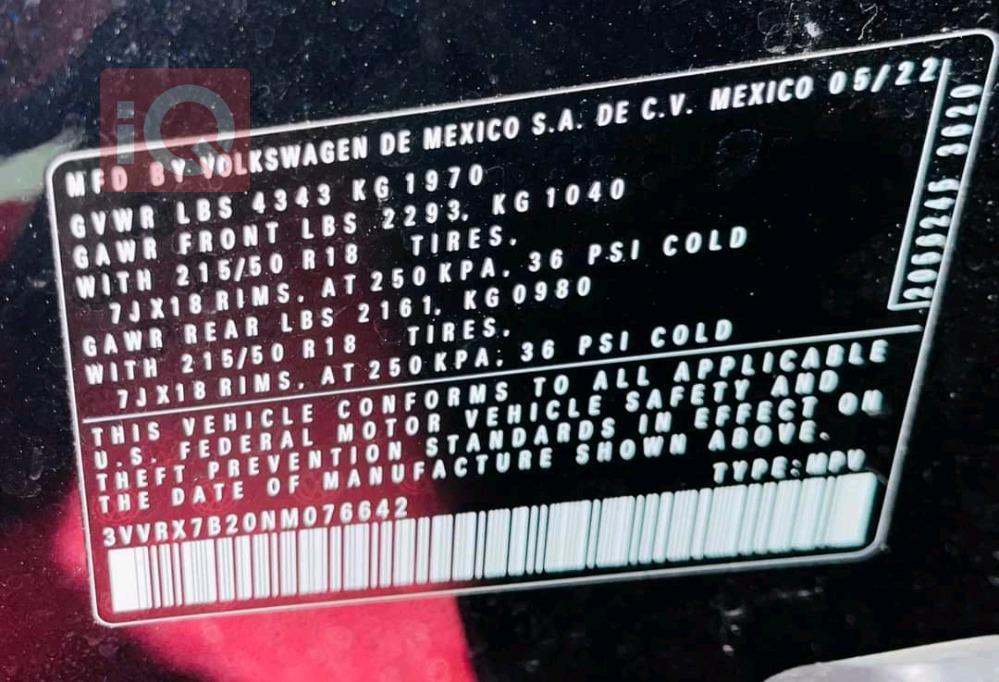 iQ
MFD BY VOLKSWAGEN DE MEXICO S.A. DE C.V. MEXICO 05/22
GVWR LBS 4343 KG 1970
GAWR FRONT LBS 2293. KG 1040
WITH 215/50 R18 TIRES.
7JX18 RIMS. AT 250 KPA. 36 PSI COLD
GAWR REAR LBS 2161. KG 0980
WITH 215/50 R18 TIRES.
7JX18 RIMS. AT 250 KPA. 36 PSI COLD
THIS VEHICLE CONFORMS TO ALL APPLICABLE
U.S. FEDERAL MOTOR VEHICLE SAFETY AND
THEFT PREVENTION STANDARDS IN EFFECT ON
THE DATE OF MANUFACTURE SHOWN ABOVE.
TYPE:MPV
3VVRX7B20NM076642